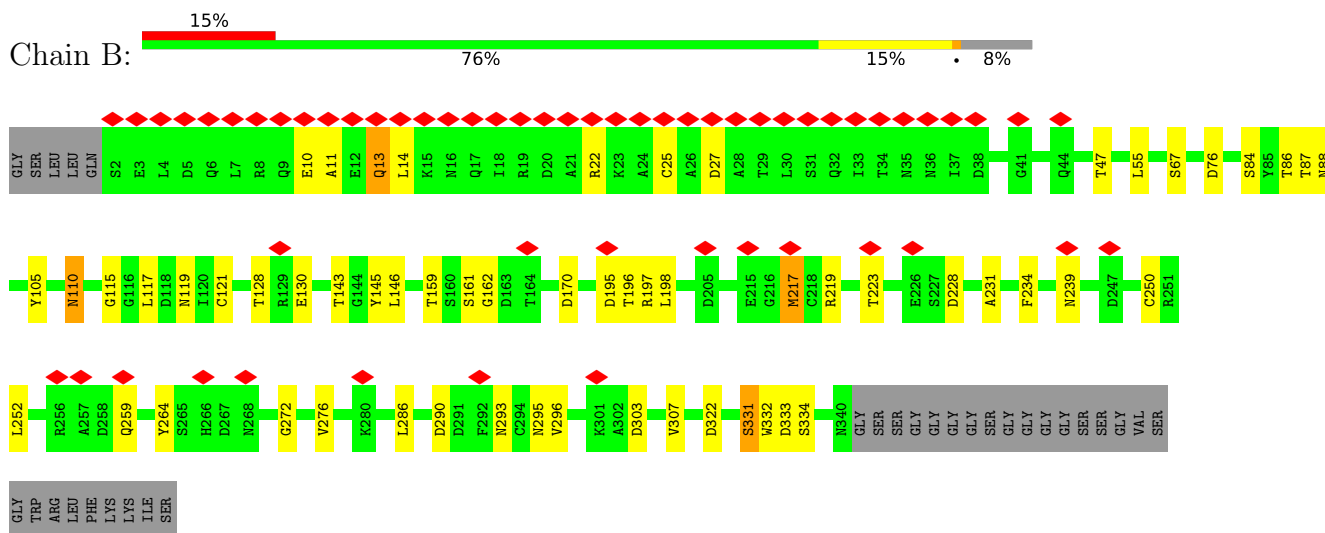 15%
Chain B:
76% 15% • 8%
GLY SER LEU LEU GLN S2 E3 L4 D5 Q6 L7 R8 Q9 E10 A11 E12 Q13 L14 K15 N16 Q17 I18 R19 D20 A21 R22 K23 A24 C25 A26 D27 A28 T29 L30 S31 Q32 I33 T34 N35 N36 I37 D38 G41 Q44 T47 L55 S67 D76 S84 Y85 T86 T87 N88
Y105 N110 G115 G116 L117 D118 N119 I120 C121 T128 R129 E130 T143 G144 Y145 L146 T159 S160 S161 G162 D163 T164 D170 D195 T196 R197 L198 D205 E215 G216 M217 C218 R219 T223 E226 S227 D228 A231 F234 N239 D247 C250 R251
L252 R256 A257 D258 Q259 Y264 S265 H266 D267 N268 G272 V276 K280 L286 D290 D291 F292 N293 C294 N295 V296 K301 A302 D303 V307 D322 S331 W332 D333 S334 N340 GLY SER SER GLY GLY GLY GLY SER GLY GLY GLY GLY SER SER GLY VAL SER
GLY TRP ARG LEU PHE LYS LYS ILE SER